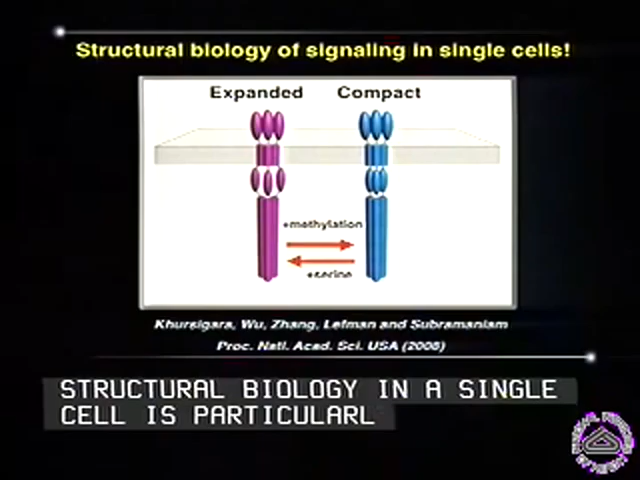 Structural biology of signaling in single cells!
Expanded Compact
+methylation
+serine
Khursigara, Wu, Zhang, Lefman and Subramaniam
Proc. Natl. Acad. Sci. USA (2008)
STRUCTURAL BIOLOGY IN A SINGLE
CELL IS PARTICULARL